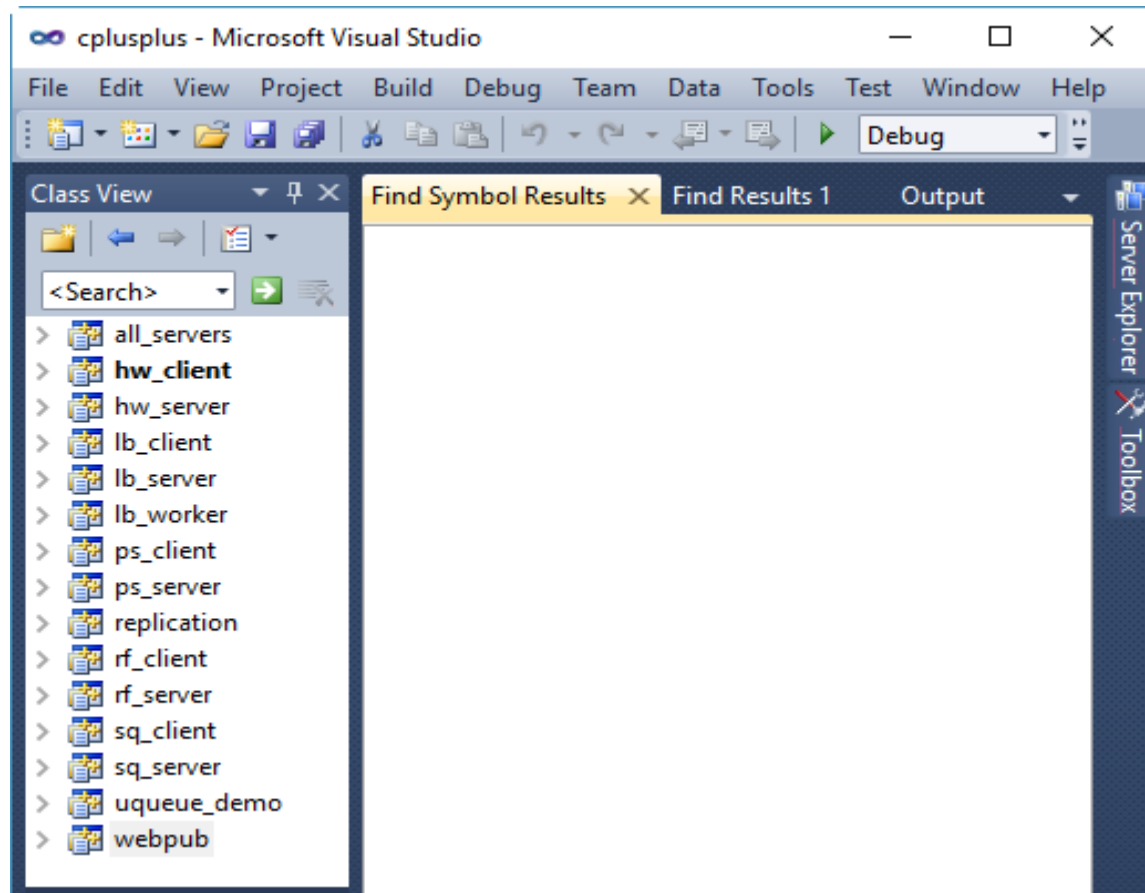 cplusplus - Microsoft Visual Studio
File Edit View Project Build Debug Team Data Tools Test Window Help
Debug
Class View
Find Symbol Results Find Results 1 Output
<Search>
all_servers
hw_client
hw_server
lb_client
lb_server
lb_worker
ps_client
ps_server
replication
rf_client
rf_server
sq_client
sq_server
uqueue_demo
webpub
Server Explorer
Toolbox